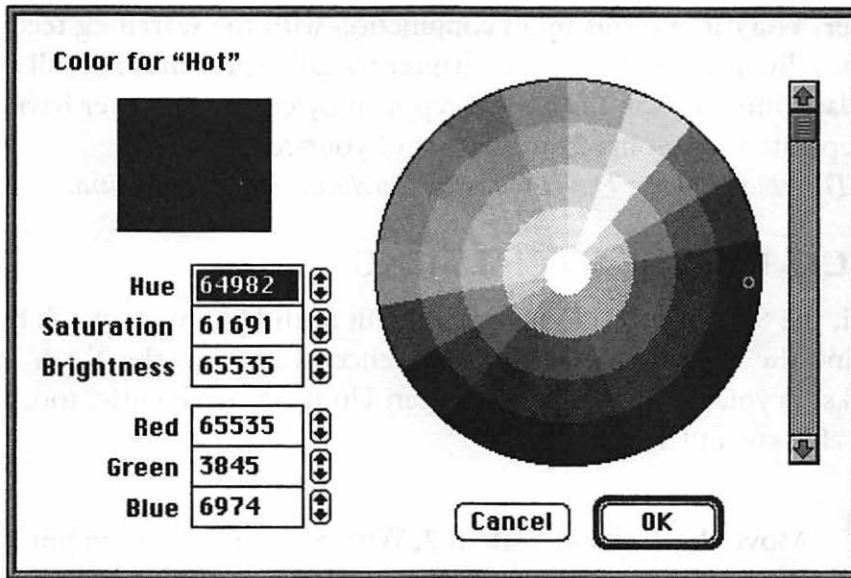 Color for “Hot”
Hue 64982
Saturation 61691
Brightness 65535
Red 65535
Green 3845
Blue 6974
Cancel OK